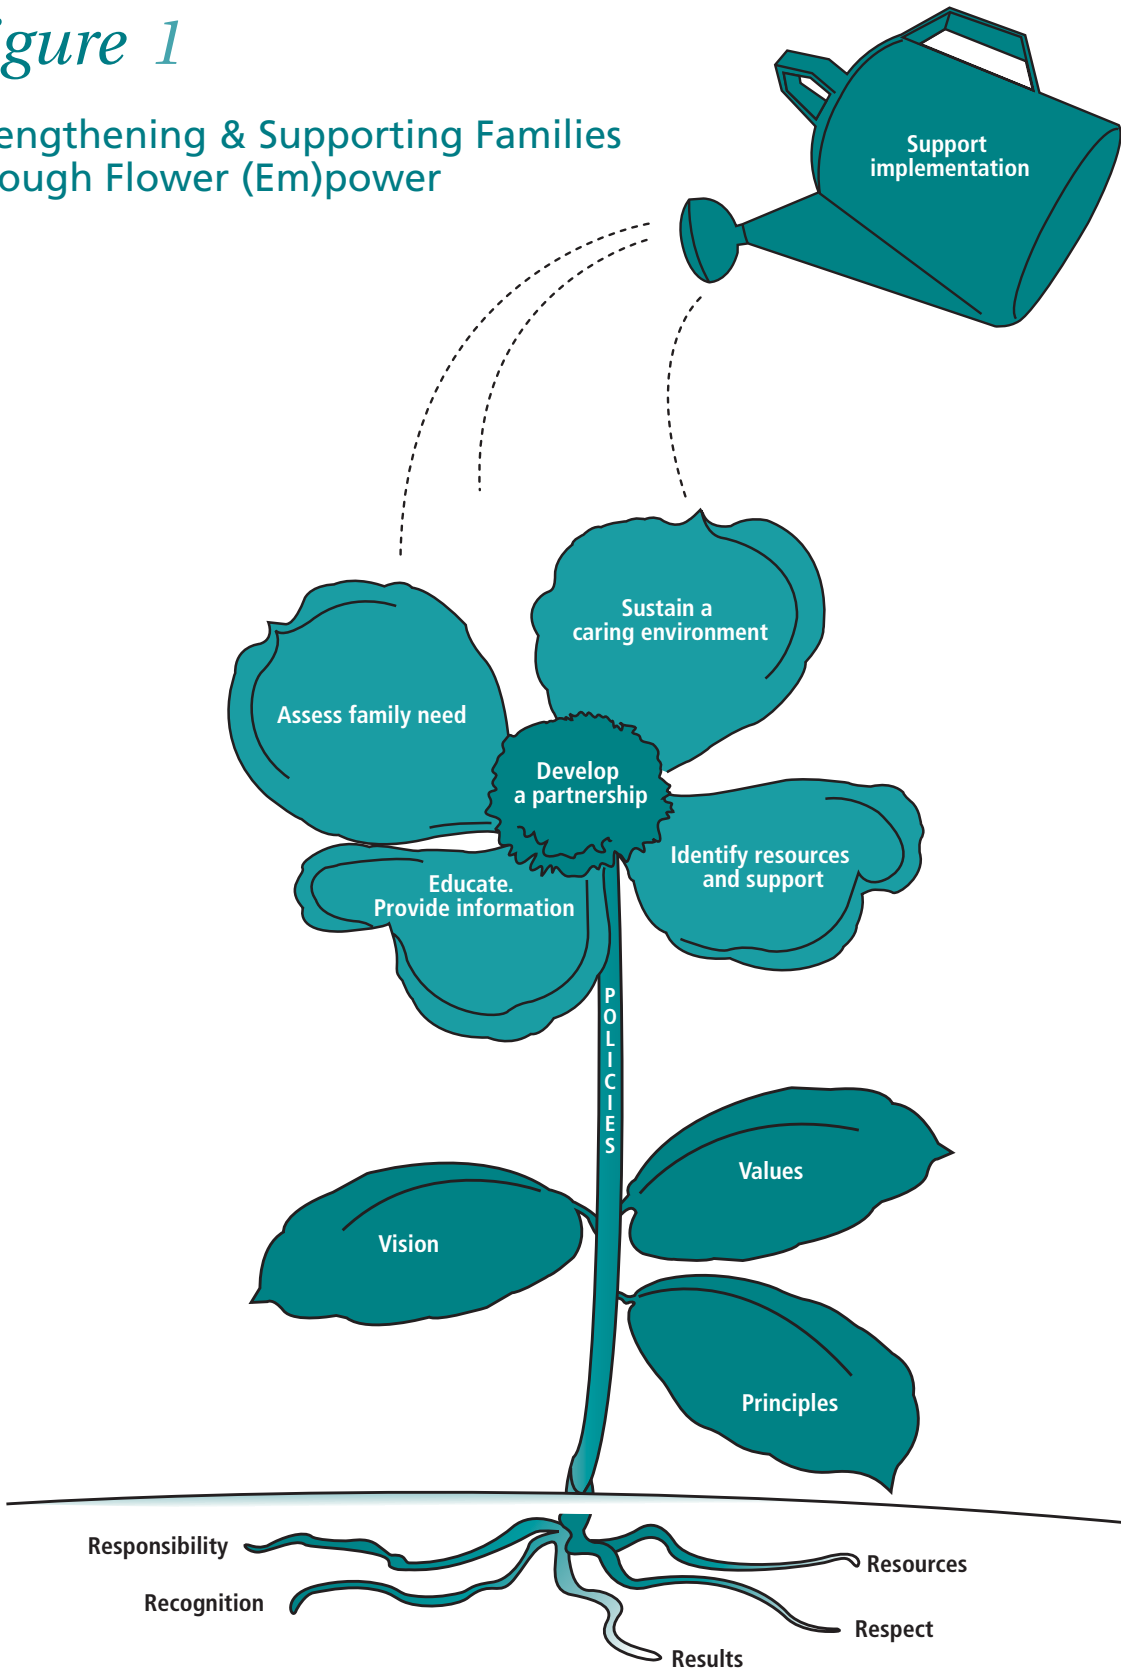 igure 1
engthening & Supporting Families
ough Flower (Em)power
Support
implementation
Sustain a
caring environment
Assess family need
Develop
a partnership
Identify resources
and support
Educate.
Provide information
POLICIES
Values
Vision
Principles
Responsibility
Resources
Recognition
Respect
Results